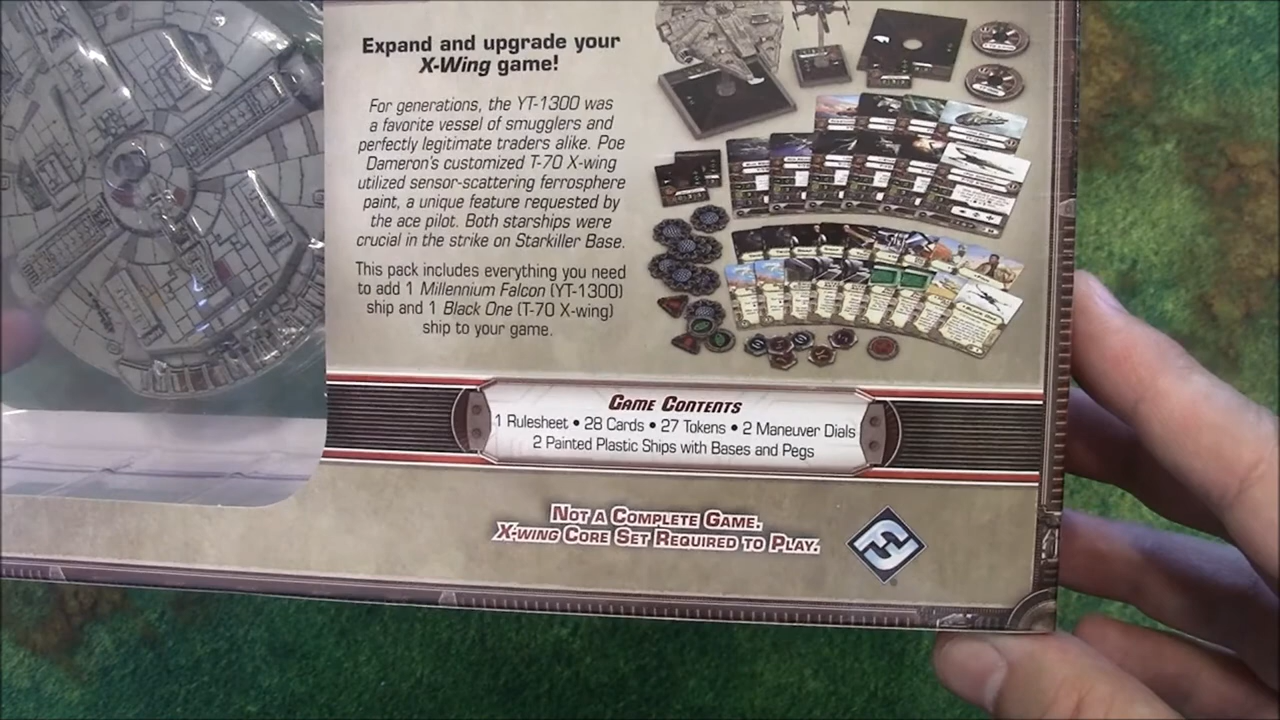 Expand and upgrade your
X-Wing game!
For generations, the YT-1300 was
a favorite vessel of smugglers and
perfectly legitimate traders alike. Poe
Dameron's customized T-70 X-wing
utilized sensor-scattering ferrosphere
paint, a unique feature requested by
the ace pilot. Both starships were
crucial in the strike on Starkiller Base.
This pack includes everything you need
to add 1 Millennium Falcon (YT-1300)
ship and 1 Black One (T-70 X-wing)
ship to your game.
Game Contents
1 Rulesheet • 28 Cards • 27 Tokens • 2 Maneuver Dials
2 Painted Plastic Ships with Bases and Pegs
Not a Complete Game.
X-wing Core Set Required to Play.